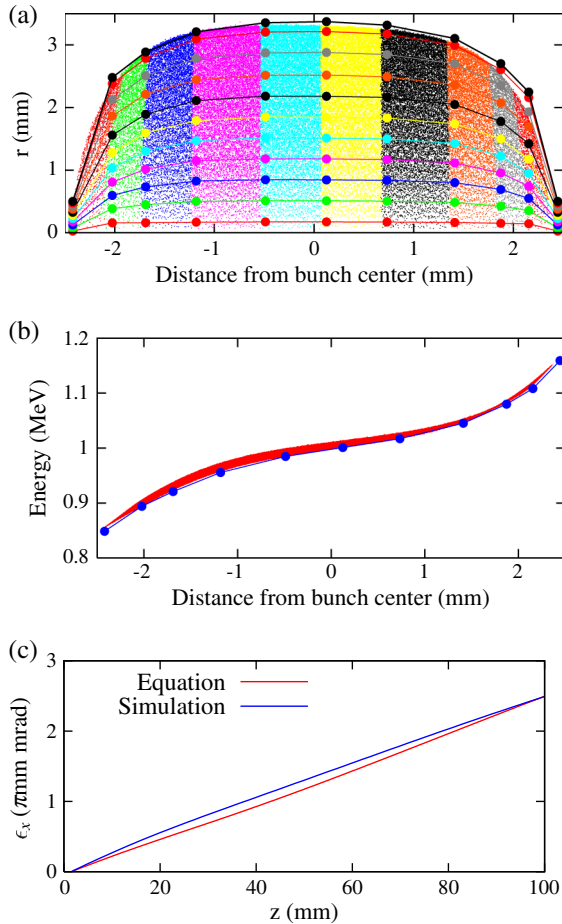 (a)
3
2
1
0
r (mm)
-2 -1 0 1 2
Distance from bunch center (mm)
(b)
1.2
1.1
1
0.9
0.8
Energy (MeV)
-2 -1 0 1 2
Distance from bunch center (mm)
(c)
3
2
1
0
ϵx (πmm mrad)
Equation
Simulation
0 20 40 60 80 100
z (mm)